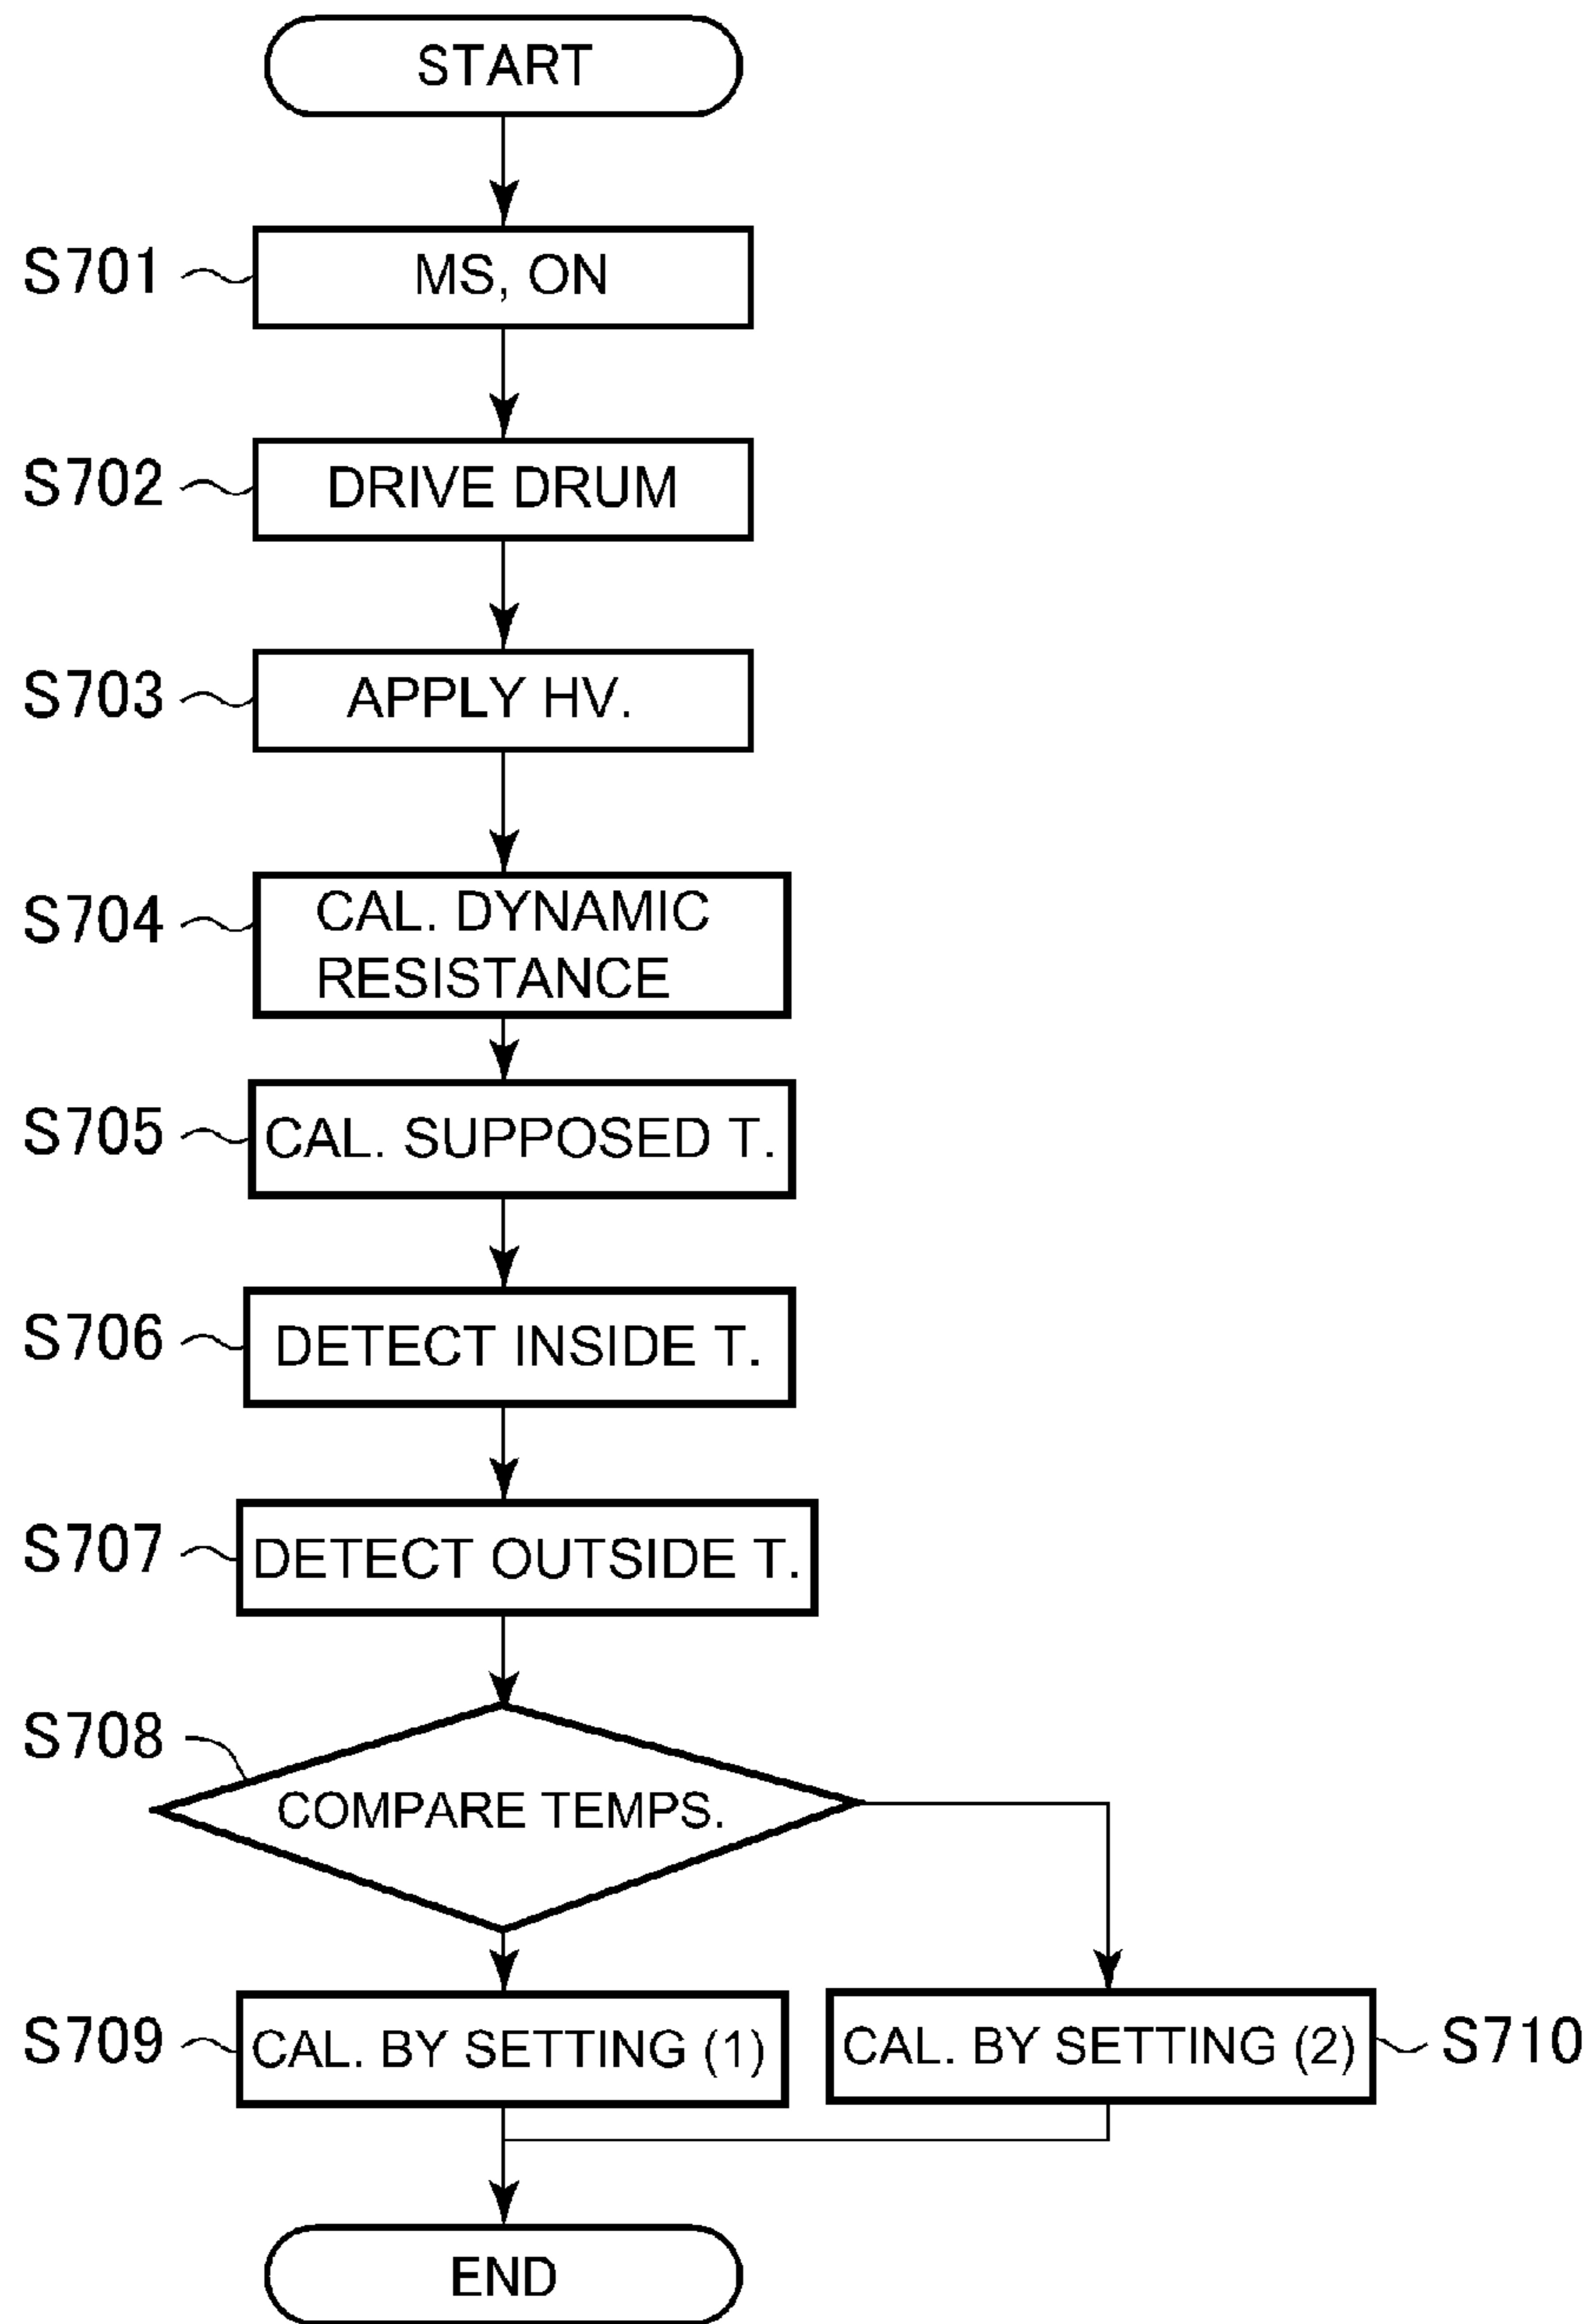 START
S701
MS, ON
S702
DRIVE DRUM
S703
APPLY HV.
S704
CAL. DYNAMIC
RESISTANCE
S705
CAL. SUPPOSED T.
S706
DETECT INSIDE T.
S707
DETECT OUTSIDE T.
S708
COMPARE TEMPS.
S709
CAL. BY SETTING (1)
CAL. BY SETTING (2)
S710
END